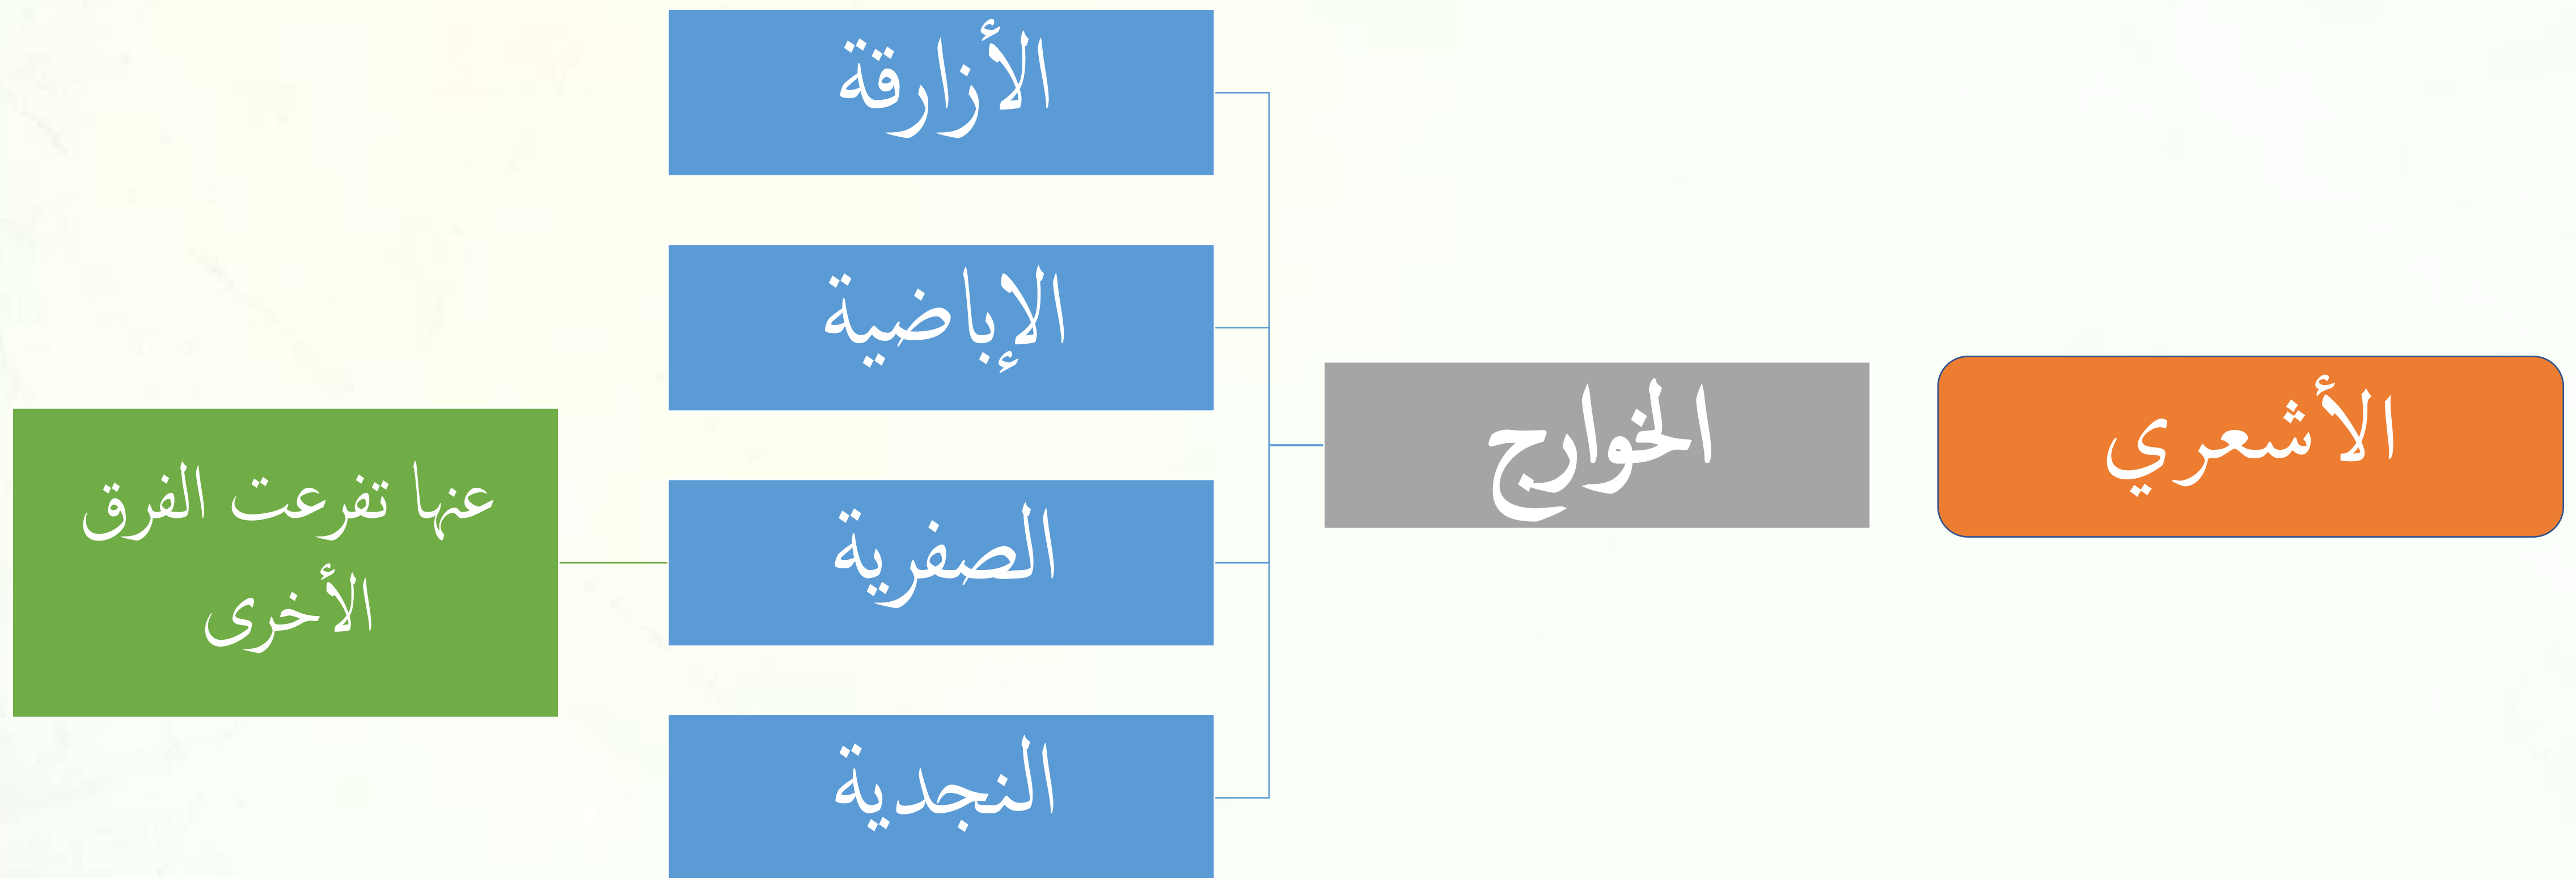 الأشعري
الخوارج
الأزارقة
الإباضية
الصفرية
النجدية
عنها تفرعت الفرق
الأخرى